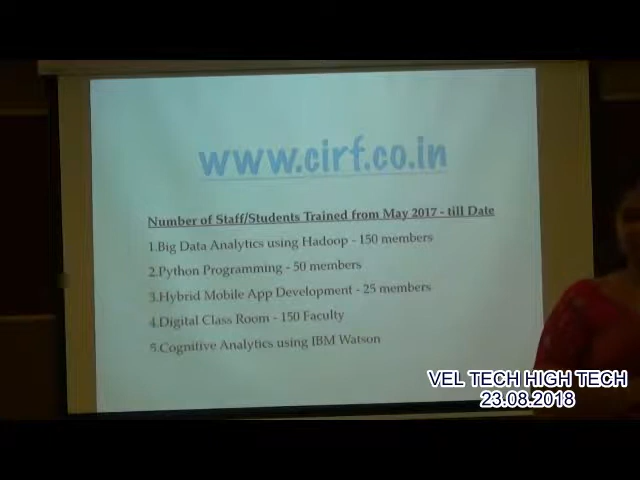 www.cirf.co.in
Number of Staff/Students Trained from May 2017 - till Date
1.Big Data Analytics using Hadoop - 150 members
2.Python Programming - 50 members
3.Hybrid Mobile App Development - 25 members
4.Digital Class Room - 150 Faculty
5.Cognitive Analytics using IBM Watson
VEL TECH HIGH TECH
23.08.2018